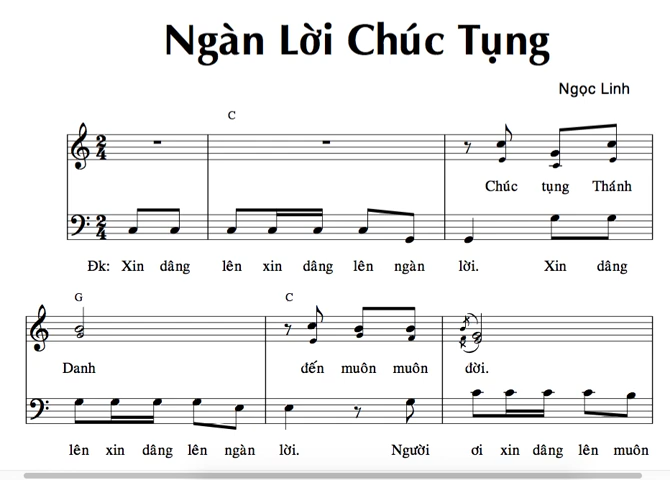 Ngàn Lời Chúc Tụng
Ngọc Linh
C
Chúc tụng Thánh
Đk: Xin dâng lên xin dâng lên ngàn lời. Xin dâng
G C
Danh đến muôn muôn đời.
lên xin dâng lên ngàn lời. Người ơi xin dâng lên muôn